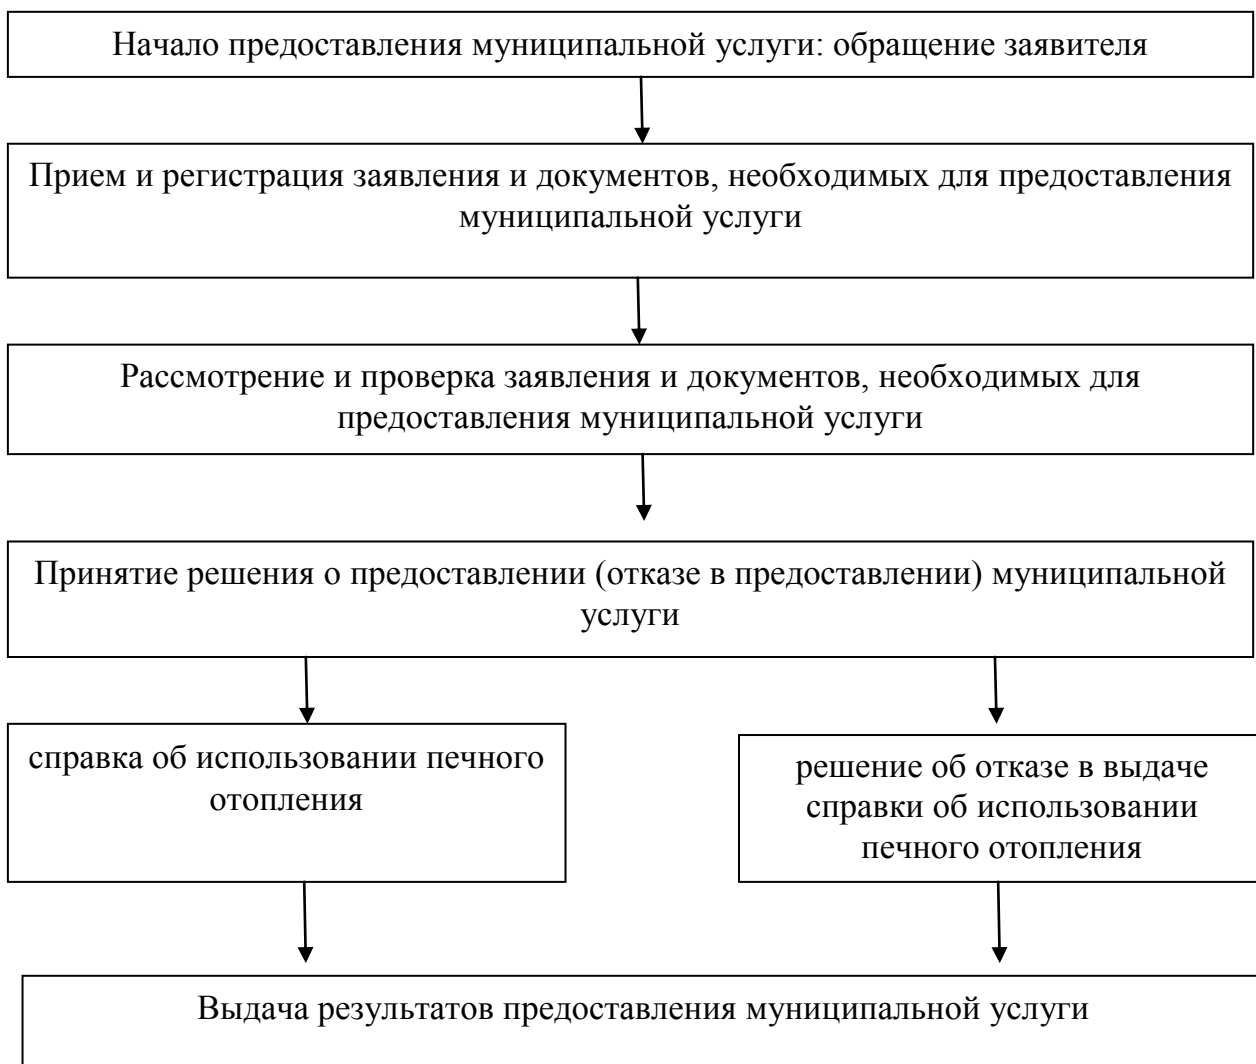 Начало предоставления муниципальной услуги: обращение заявителя
Прием и регистрация заявления и документов, необходимых для предоставления
муниципальной услуги
Рассмотрение и проверка заявления и документов, необходимых для
предоставления муниципальной услуги
Принятие решения о предоставлении (отказе в предоставлении) муниципальной
услуги
справка об использовании печного
отопления
решение об отказе в выдаче
справки об использовании
печного отопления
Выдача результатов предоставления муниципальной услуги